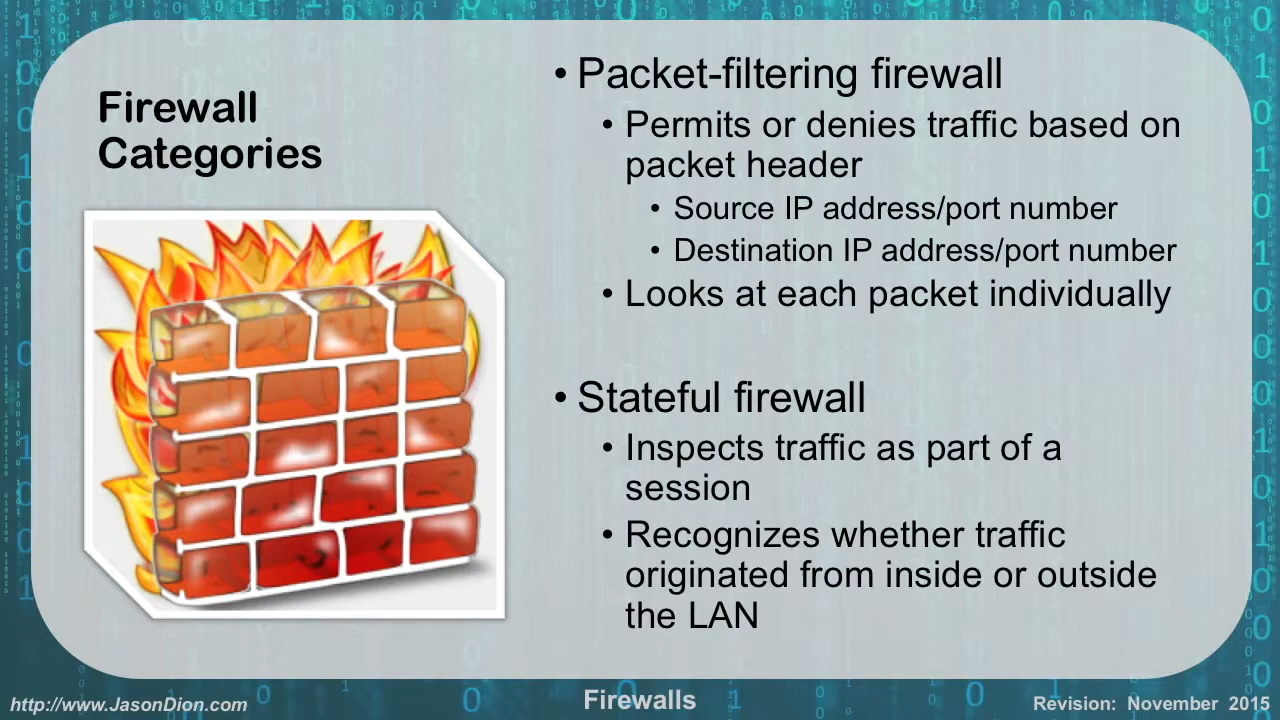 Firewall
Categories
• Packet-filtering firewall
• Permits or denies traffic based on
packet header
• Source IP address/port number
• Destination IP address/port number
• Looks at each packet individually
• Stateful firewall
• Inspects traffic as part of a
session
• Recognizes whether traffic
originated from inside or outside
the LAN
http://www.JasonDion.com
Firewalls
Revision: November 2015